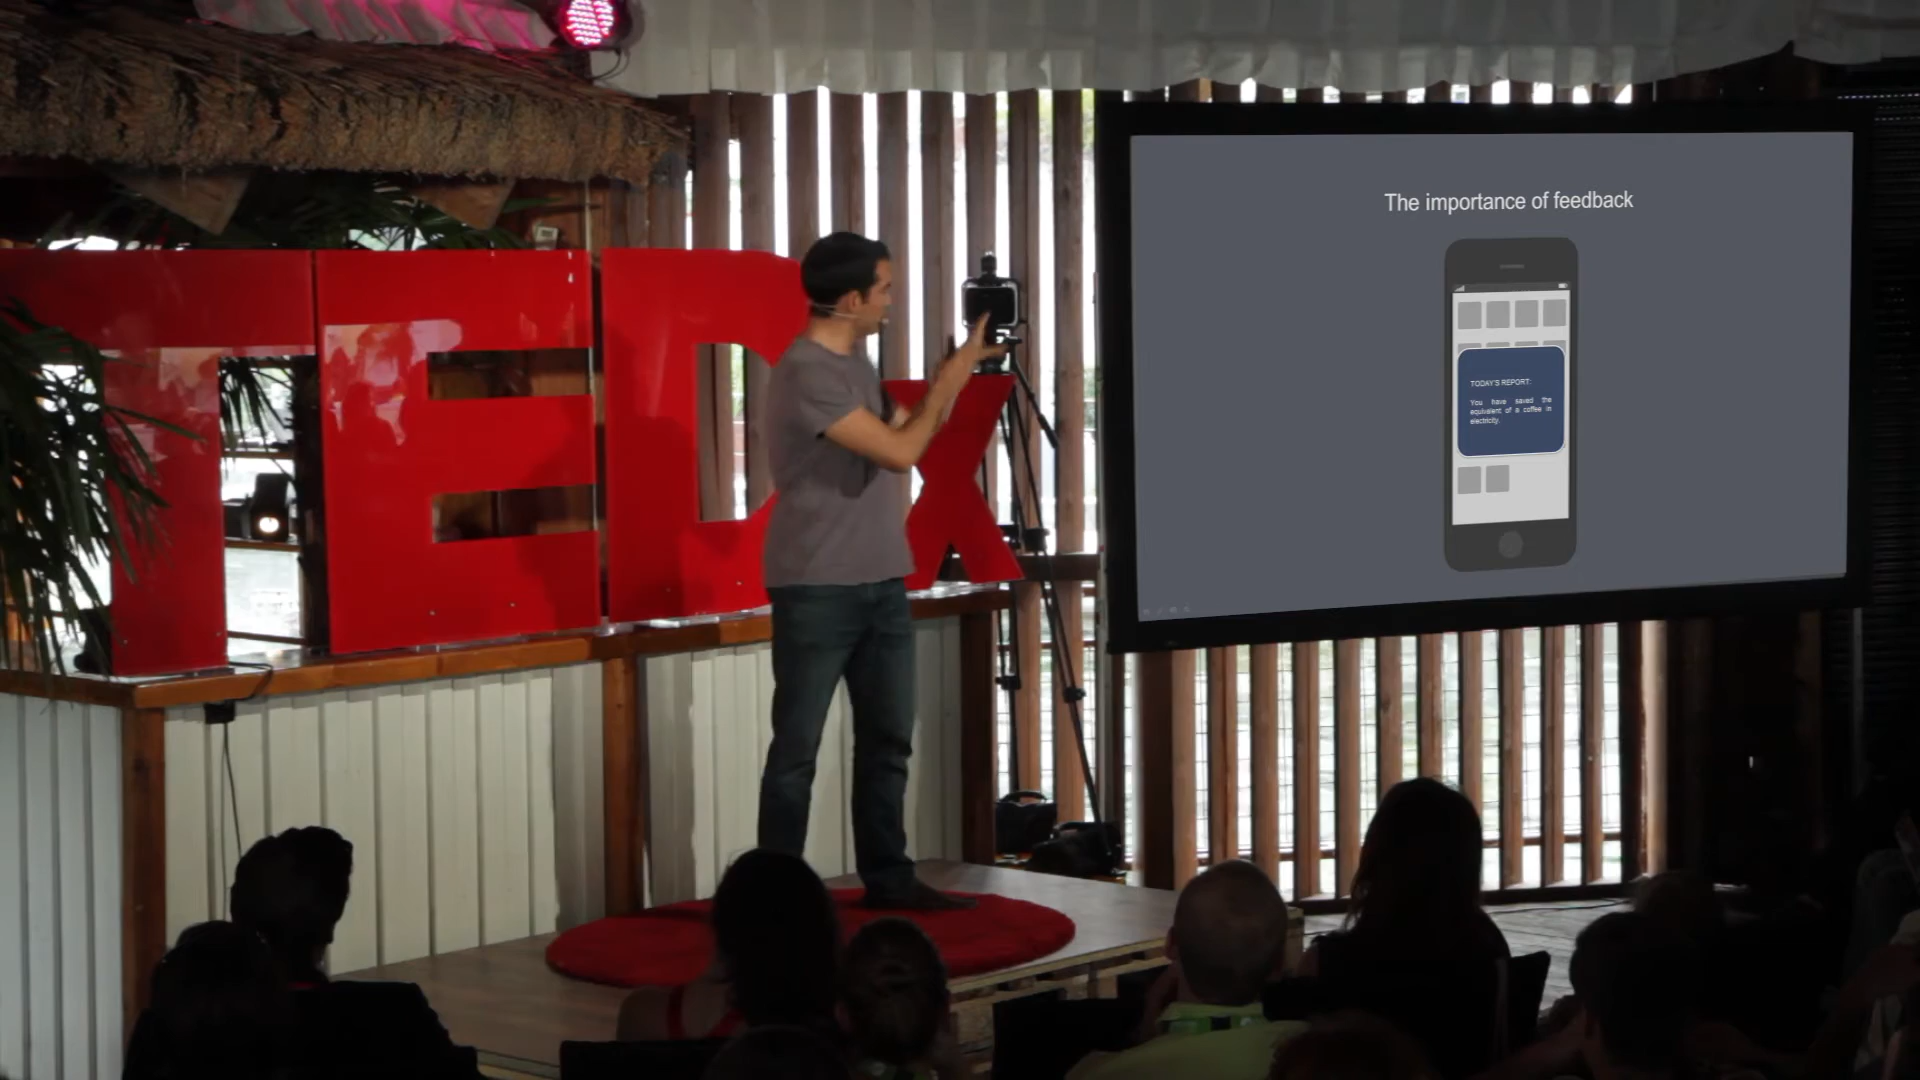 TEDx
The importance of feedback
TODAY'S REPORT:
You have saved the
equivalent of a coffee in
electricity.